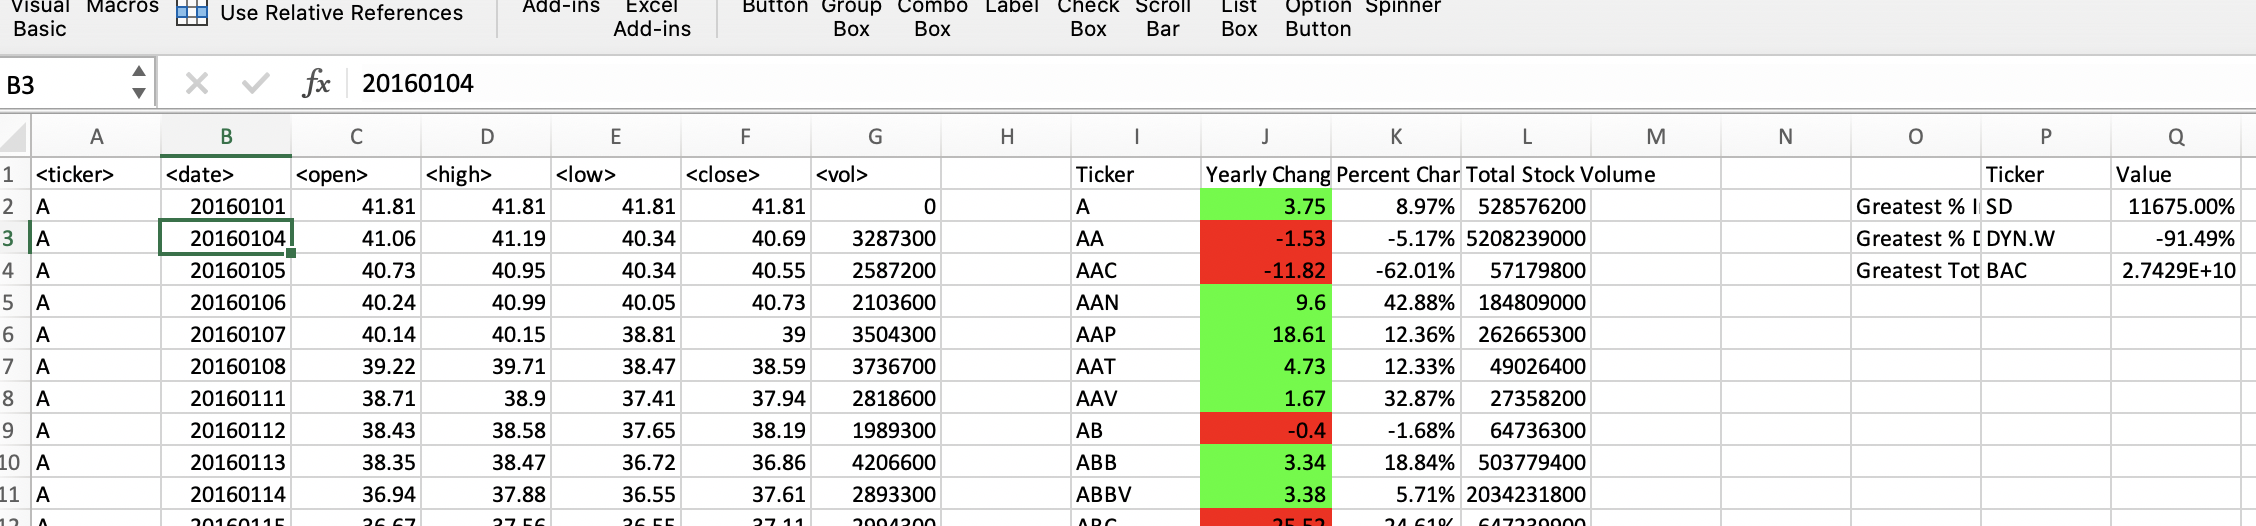 Visual Macros Use Relative References Add-ins Excel Button Group Combo Label Check Scroll List Option Spinner
Basic Add-ins Box Box Box Bar Box Button
B3 fx 20160104
A B C D E F G H I J K L M N O P Q
1 <ticker> <date> <open> <high> <low> <close> <vol> Ticker Yearly Chang Percent Char Total Stock Volume Ticker Value
2 A 20160101 41.81 41.81 41.81 41.81 0 A 3.75 8.97% 528576200 Greatest % I SD 11675.00%
3 A 20160104 41.06 41.19 40.34 40.69 3287300 AA -1.53 -5.17% 5208239000 Greatest % D DYN.W -91.49%
4 A 20160105 40.73 40.95 40.34 40.55 2587200 AAC -11.82 -62.01% 57179800 Greatest Tot BAC 2.7429E+10
5 A 20160106 40.24 40.99 40.05 40.73 2103600 AAN 9.6 42.88% 184809000
6 A 20160107 40.14 40.15 38.81 39 3504300 AAP 18.61 12.36% 262665300
7 A 20160108 39.22 39.71 38.47 38.59 3736700 AAT 4.73 12.33% 49026400
8 A 20160111 38.71 38.9 37.41 37.94 2818600 AAV 1.67 32.87% 27358200
9 A 20160112 38.43 38.58 37.65 38.19 1989300 AB -0.4 -1.68% 64736300
10 A 20160113 38.35 38.47 36.72 36.86 4206600 ABB 3.34 18.84% 503779400
11 A 20160114 36.94 37.88 36.55 37.61 2893300 ABBV 3.38 5.71% 2034231800
12 A 20160115 36.67 37.56 36.55 37.11 ABC